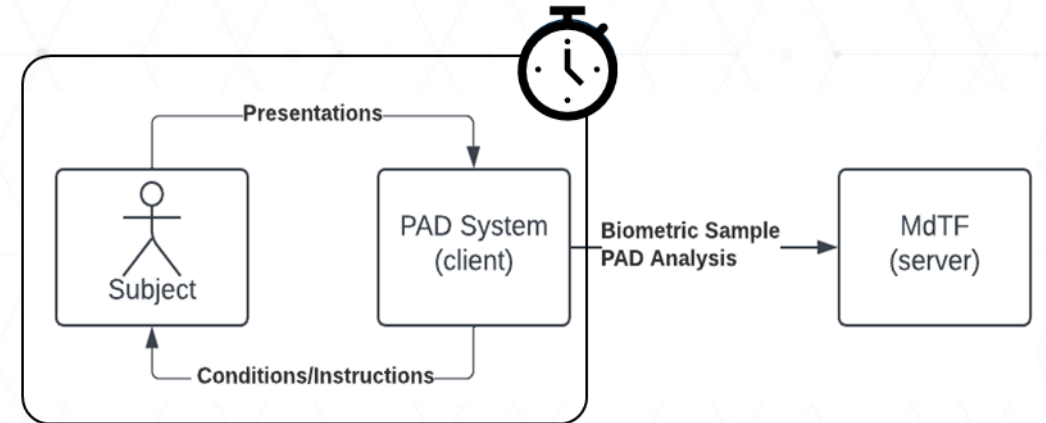 Presentations
Subject
PAD System
(client)
Biometric Sample
PAD Analysis
MdTF
(server)
Conditions/Instructions